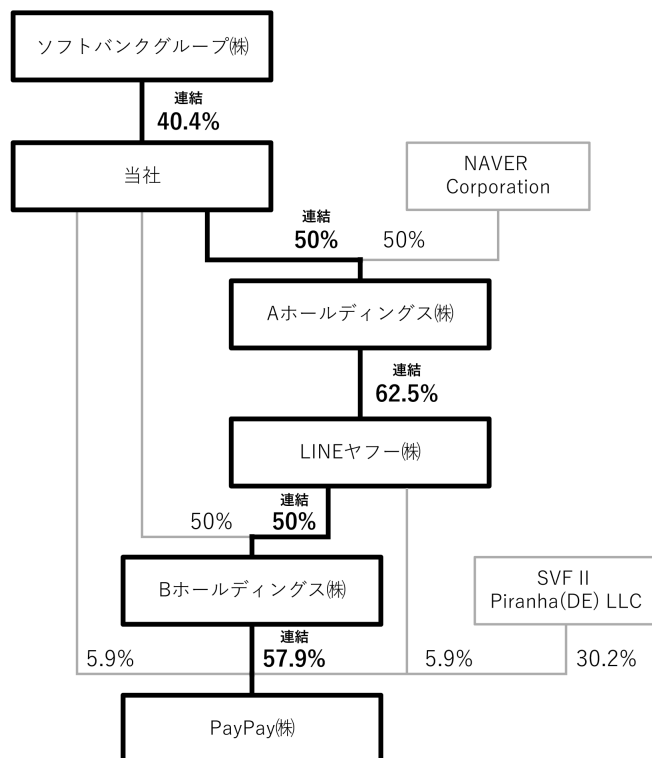 ソフトバンクグループ㈱
連結
40.4%
当社
NAVER
Corporation
連結
50%
50%
Aホールディングス㈱
連結
62.5%
LINEヤフー㈱
連結
50%
50%
Bホールディングス㈱
SVF II
Piranha(DE) LLC
連結
5.9%
57.9%
5.9%
30.2%
PayPay㈱